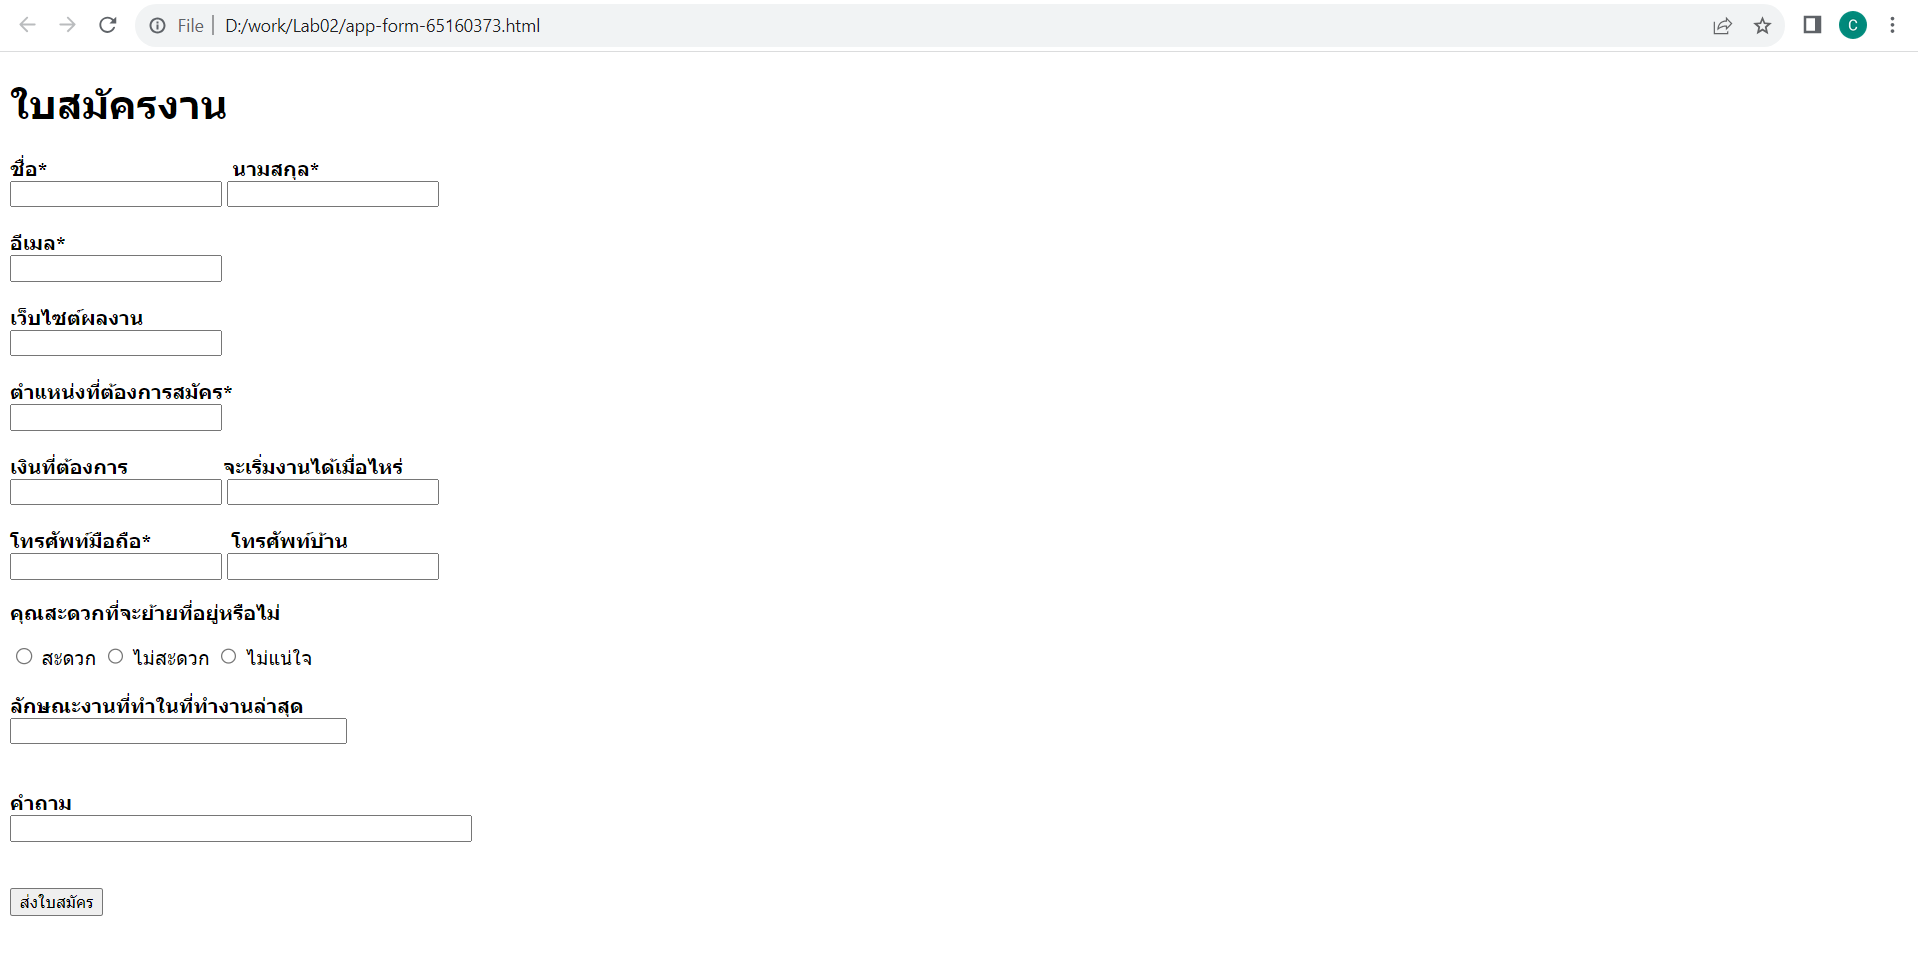 File | D:/work/Lab02/app-form-65160373.html C
ใบสมัครงาน
ชื่อ* นามสกุล*
อีเมล*
เว็บไซต์ผลงาน
ตำแหน่งที่ต้องการสมัคร*
เงินที่ต้องการ จะเริ่มงานได้เมื่อไหร่
โทรศัพท์มือถือ* โทรศัพท์บ้าน
คุณสะดวกที่จะย้ายที่อยู่หรือไม่
สะดวก ไม่สะดวก ไม่แน่ใจ
ลักษณะงานที่ทำในที่ทำงานล่าสุด
คำถาม
ส่งใบสมัคร